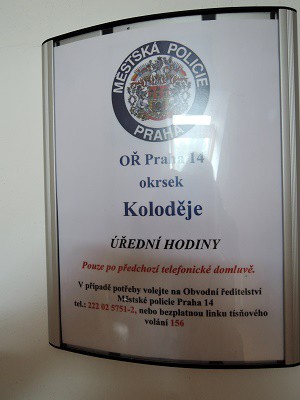 MĚSTSKÁ POLICIE
PRAHA
OŘ Praha 14
okrsek
Koloděje
ÚŘEDNÍ HODINY
Pouze po předchozí telefonické domluvě.
V případě potřeby volejte na Obvodní ředitelství
Městské policie Praha 14
tel.: 222 02 5751-2, nebo bezplatnou linku tísňového
volání 156